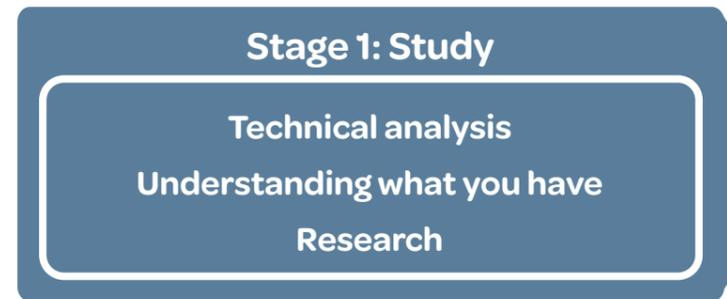 Stage 1: Study
Technical analysis
Understanding what you have
Research